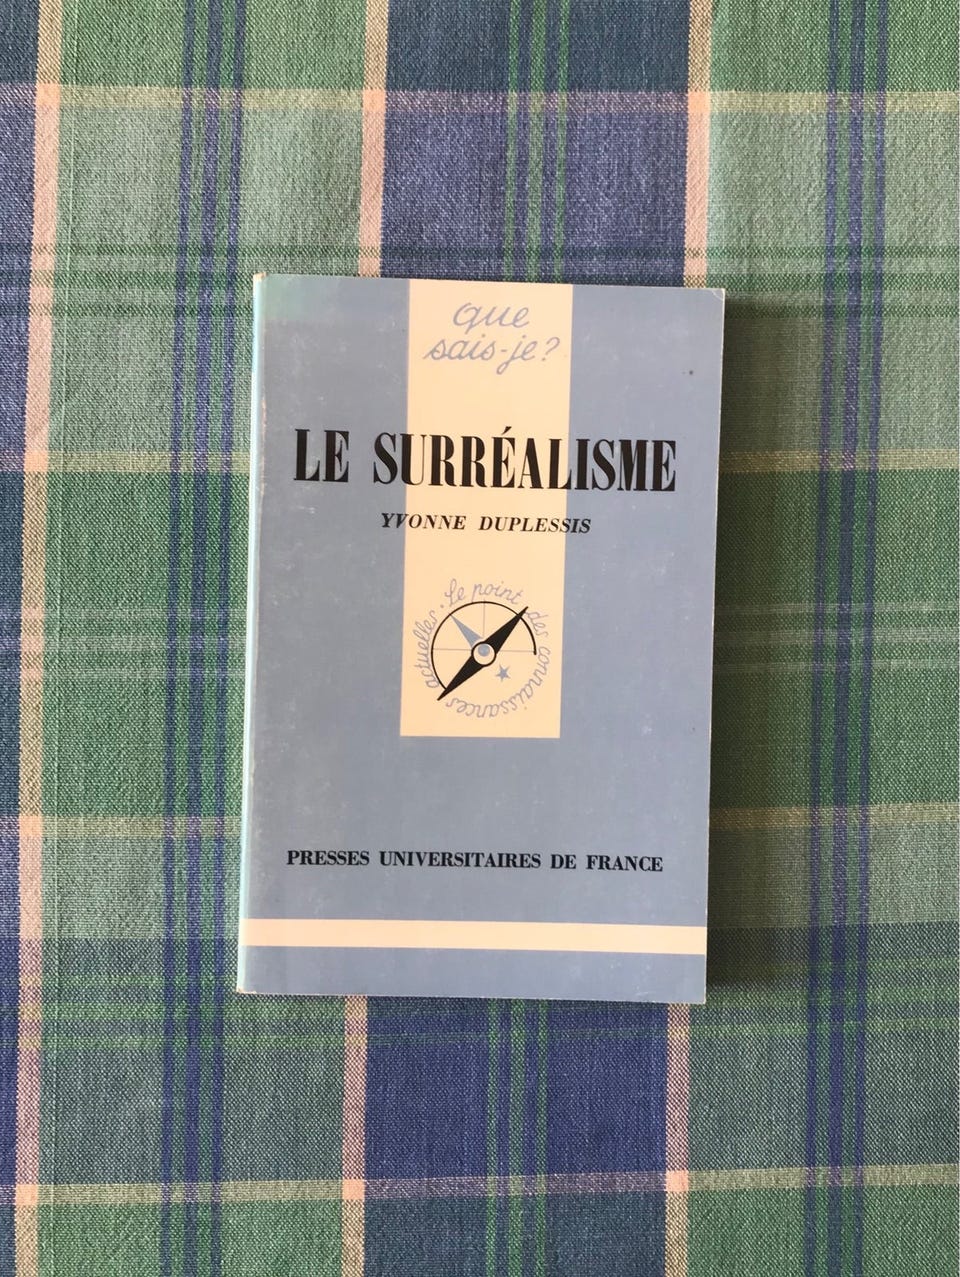 que
sais-je?
LE SURRÉALISME
YVONNE DUPLESSIS
Le point des connaissances actuelles.
PRESSES UNIVERSITAIRES DE FRANCE